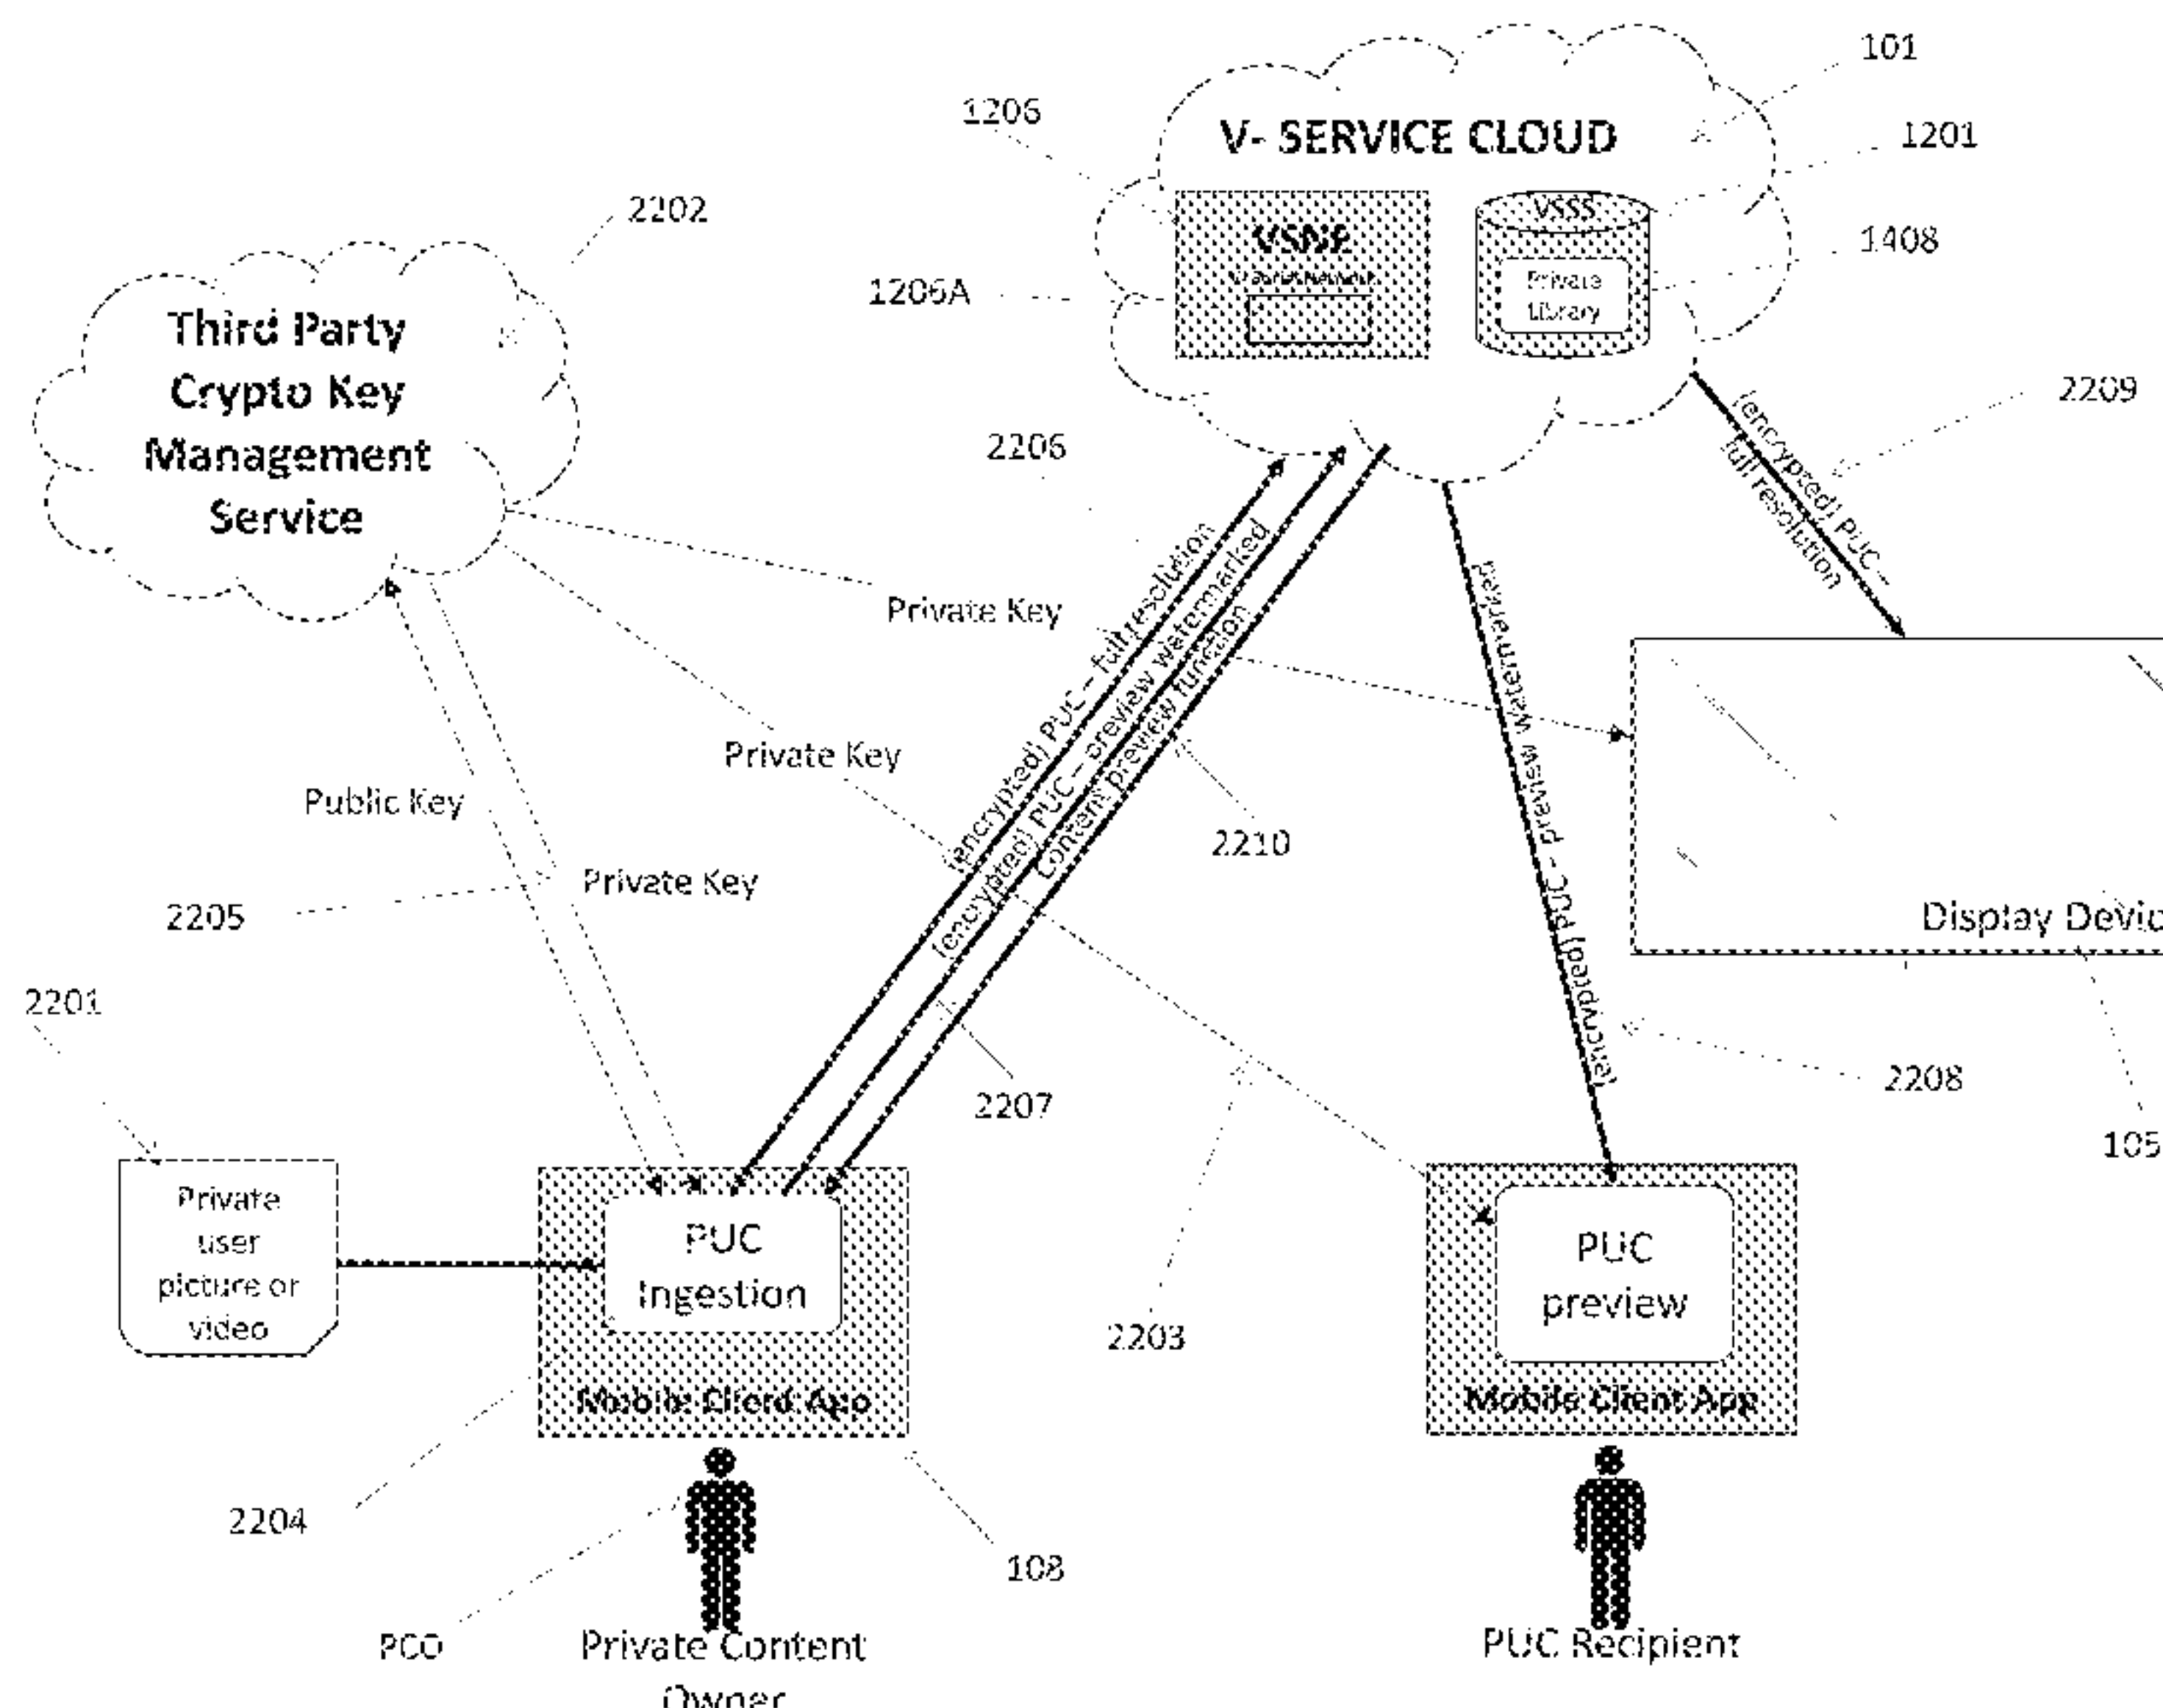 101
1206
V- SERVICE CLOUD
1201
2202
VSSS
VSNE
1408
1206A
Private
Library
Third Party
Crypto Key
Management
Service
2209
(encrypted) PUC –
full resolution
2206
(encrypted) PUC – full resolution
(encrypted) PUC – preview watermarked
Content preview function
(encrypted) PUC - preview watermarked
Private Key
Private Key
Public Key
2210
Private Key
2205
Display Devic
2201
2207
2208
105
Private
user
picture or
video
PUC
Ingestion
PUC
preview
2203
Mobile Client App
Mobile Client App
2204
108
PCO
Private Content
Owner
PUC Recipient